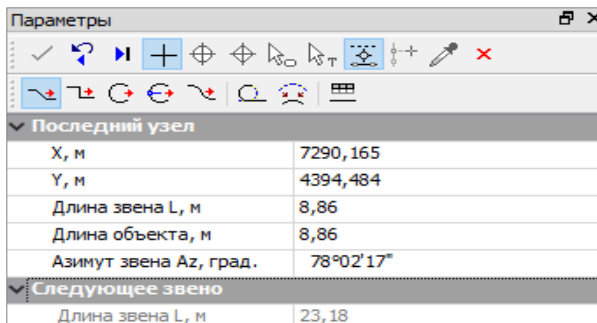 Параметры
Последний узел
X, м 7290,165
Y, м 4394,484
Длина звена L, м 8,86
Длина объекта, м 8,86
Азимут звена Az, град. 78°02'17"
Следующее звено
Длина звена L, м 23,18